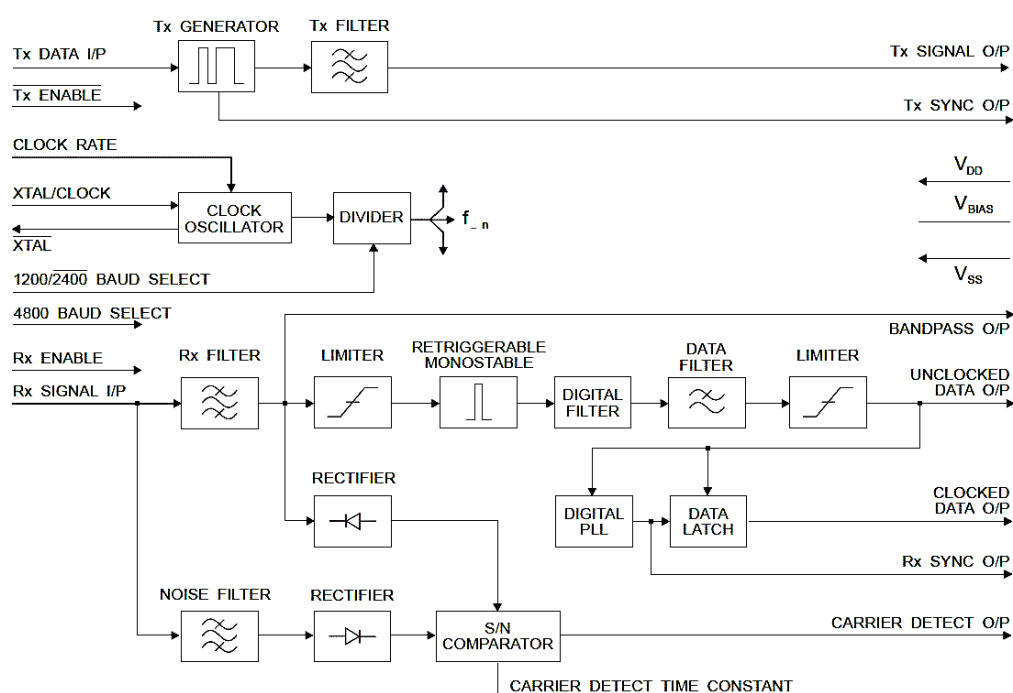 Tx GENERATOR
Tx FILTER
Tx DATA I/P
Tx SIGNAL O/P
Tx ENABLE
Tx SYNC O/P
CLOCK RATE
V_DD
XTAL/CLOCK
CLOCK
OSCILLATOR
DIVIDER
f_ n
V_BIAS
XTAL
1200/2400 BAUD SELECT
V_SS
4800 BAUD SELECT
BANDPASS O/P
Rx ENABLE
Rx FILTER
LIMITER
RETRIGGERABLE
MONOSTABLE
DATA
FILTER
LIMITER
Rx SIGNAL I/P
DIGITAL
FILTER
UNCLOCKED
DATA O/P
RECTIFIER
DIGITAL
PLL
DATA
LATCH
CLOCKED
DATA O/P
Rx SYNC O/P
NOISE FILTER
RECTIFIER
S/N
COMPARATOR
CARRIER DETECT O/P
CARRIER DETECT TIME CONSTANT